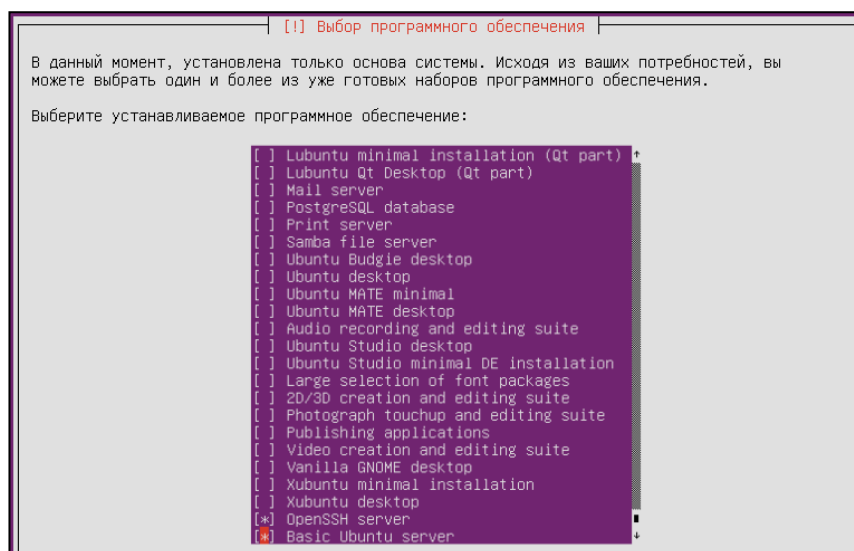 [!] Выбор программного обеспечения
В данный момент, установлена только основа системы. Исходя из ваших потребностей, вы
можете выбрать один и более из уже готовых наборов программного обеспечения.
Выберите устанавливаемое программное обеспечение:
[ ] Lubuntu minimal installation (Qt part)
[ ] Lubuntu Qt Desktop (Qt part)
[ ] Mail server
[ ] PostgreSQL database
[ ] Print server
[ ] Samba file server
[ ] Ubuntu Budgie desktop
[ ] Ubuntu desktop
[ ] Ubuntu MATE minimal
[ ] Ubuntu MATE desktop
[ ] Audio recording and editing suite
[ ] Ubuntu Studio desktop
[ ] Ubuntu Studio minimal DE installation
[ ] Large selection of font packages
[ ] 2D/3D creation and editing suite
[ ] Photograph touchup and editing suite
[ ] Publishing applications
[ ] Video creation and editing suite
[ ] Vanilla GNOME desktop
[ ] Xubuntu minimal installation
[ ] Xubuntu desktop
[*] OpenSSH server
[*] Basic Ubuntu server